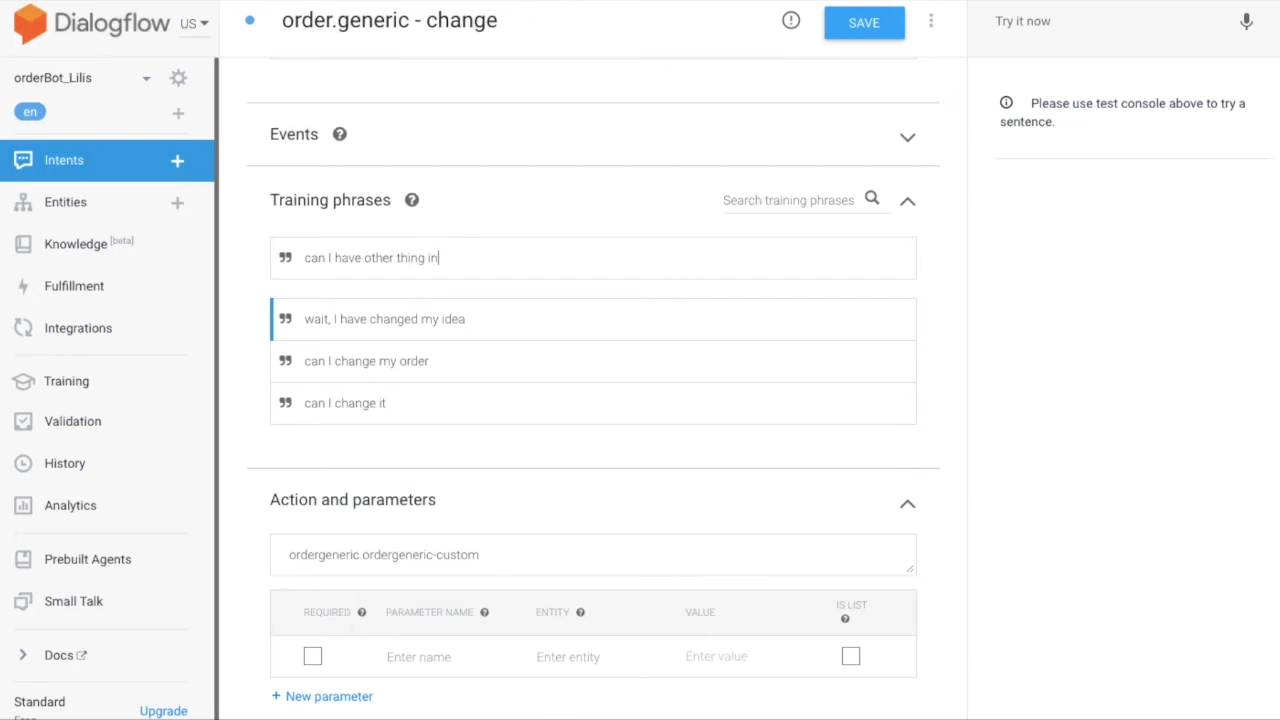 Dialogflow
US
order.generic - change
SAVE
Try it now
orderBot_Lilis
en
Please use test console above to try a
sentence.
Events
Intents
Training phrases
Search training phrases
Entities
Knowledge [beta]
can I have other thing in
Fulfillment
wait, I have changed my idea
Integrations
can I change my order
Training
can I change it
Validation
History
Action and parameters
Analytics
ordergeneric.ordergeneric-custom
Prebuilt Agents
REQUIRED PARAMETER NAME ENTITY VALUE IS LIST
Small Talk
Enter name Enter entity Enter value
Docs
+ New parameter
Standard
Upgrade